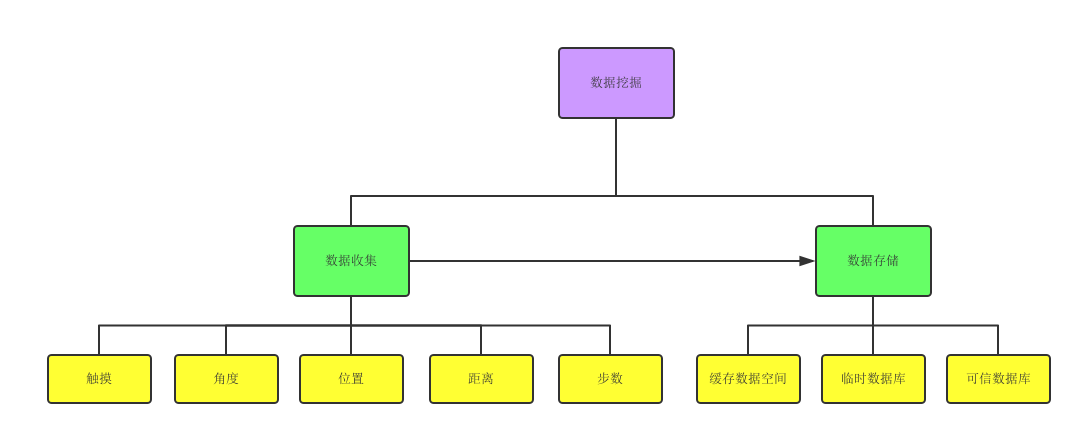 数据挖掘
数据收集
数据存储
触摸
角度
位置
距离
步数
缓存数据空间
临时数据库
可信数据库